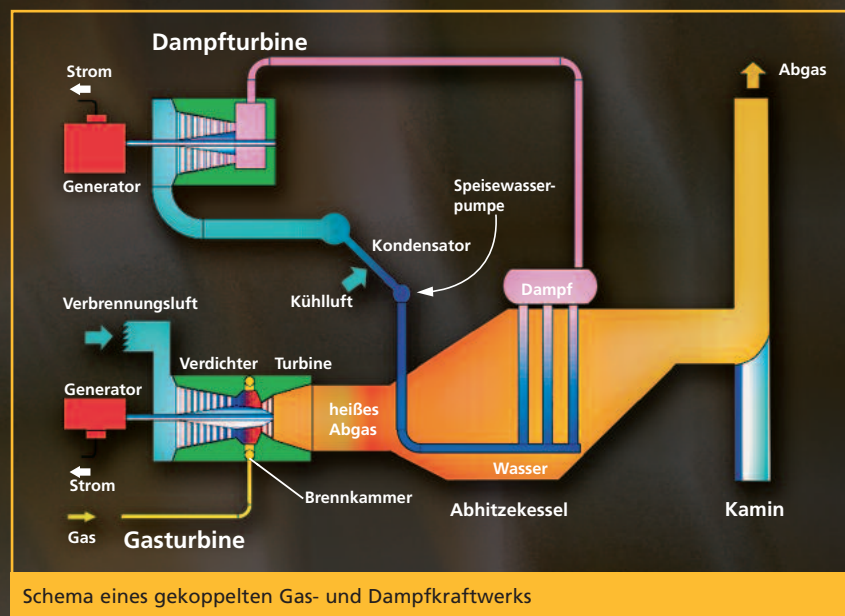 Dampfturbine
Strom
Abgas
Generator
Speisewasser-
pumpe
Kondensator
Kühlluft
Dampf
Verbrennungsluft
Verdichter
Turbine
Generator
heißes
Abgas
Wasser
Strom
Brennkammer
Abhitzekessel
Kamin
Gas
Gasturbine
Schema eines gekoppelten Gas- und Dampfkraftwerks